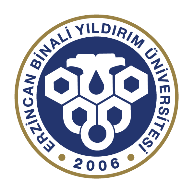 ERZİNCAN BİNALİ YILDIRIM ÜNİVERSİTESİ
2006